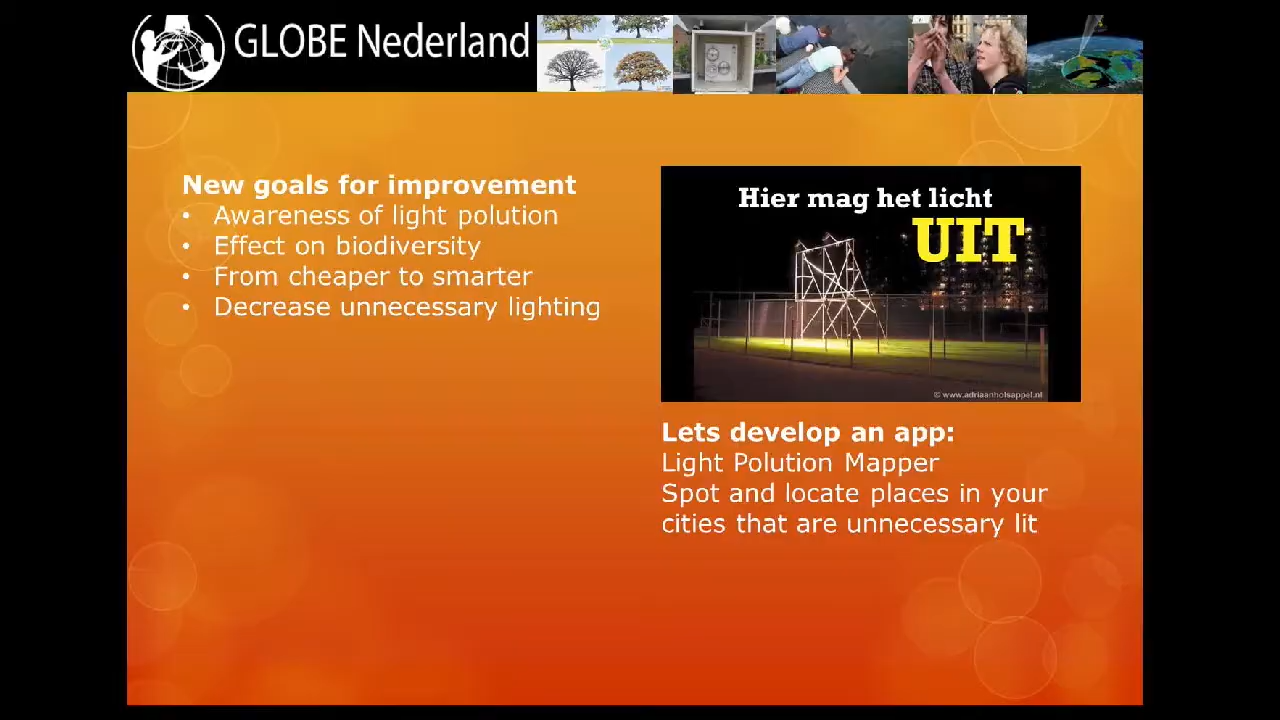 GLOBE Nederland
New goals for improvement
• Awareness of light polution
• Effect on biodiversity
• From cheaper to smarter
• Decrease unnecessary lighting
Hier mag het licht
UIT
© www.adriaanholsappel.nl
Lets develop an app:
Light Polution Mapper
Spot and locate places in your
cities that are unnecessary lit